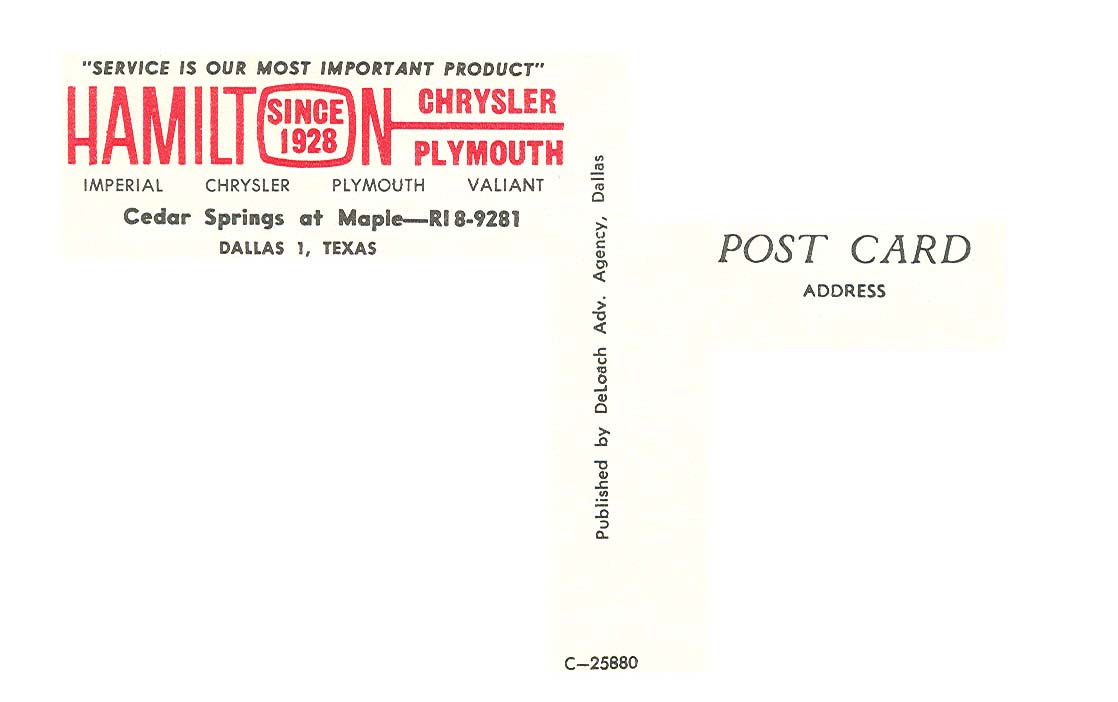 "SERVICE IS OUR MOST IMPORTANT PRODUCT"
HAMILTON
SINCE
1928
CHRYSLER
PLYMOUTH
IMPERIAL CHRYSLER PLYMOUTH VALIANT
Cedar Springs at Maple—RI 8-9281
DALLAS 1, TEXAS
Published by DeLoach Adv. Agency, Dallas
POST CARD
ADDRESS
C—25880